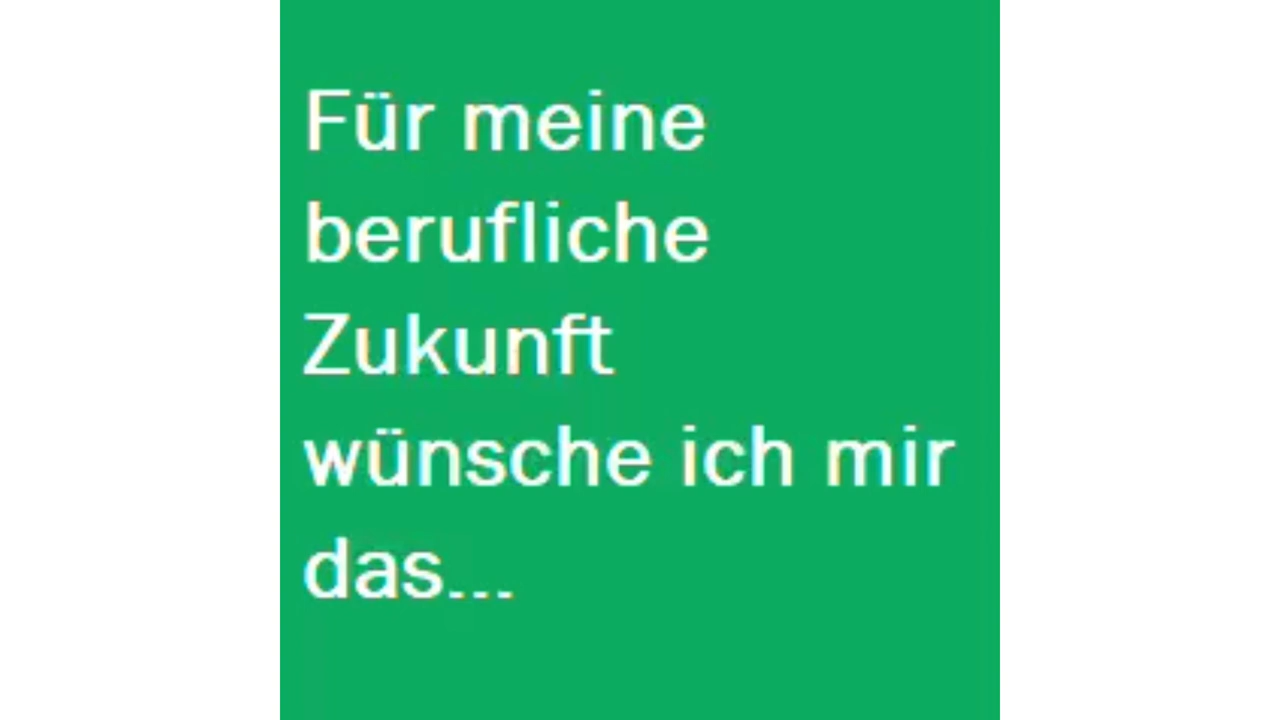 Für meine
berufliche
Zukunft
wünsche ich mir
das...